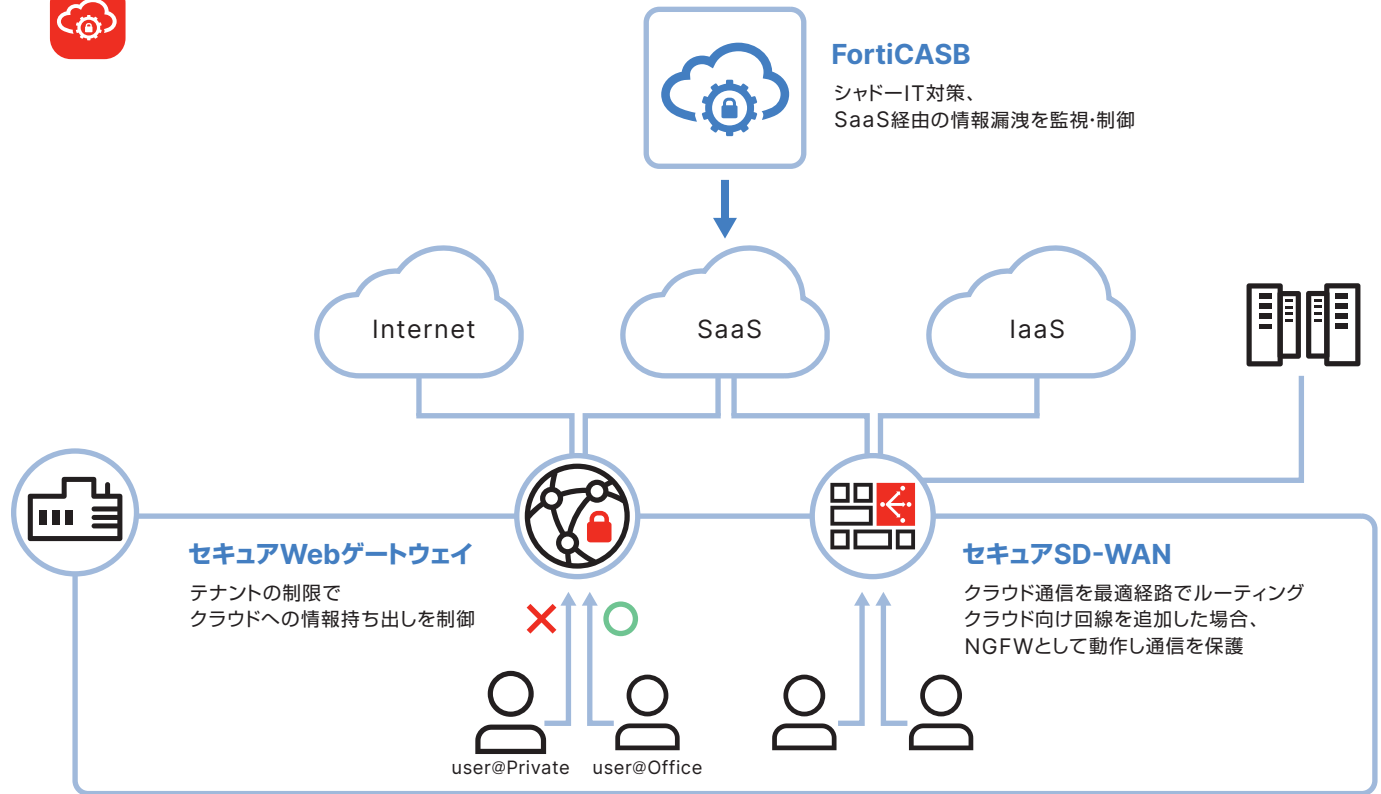 FortiCASB
シャドーIT対策、
SaaS経由の情報漏洩を監視・制御
Internet
SaaS
IaaS
セキュアWebゲートウェイ
テナントの制限で
クラウドへの情報持ち出しを制御
セキュアSD-WAN
クラウド通信を最適経路でルーティング
クラウド向け回線を追加した場合、
NGFWとして動作し通信を保護
user@Private
user@Office